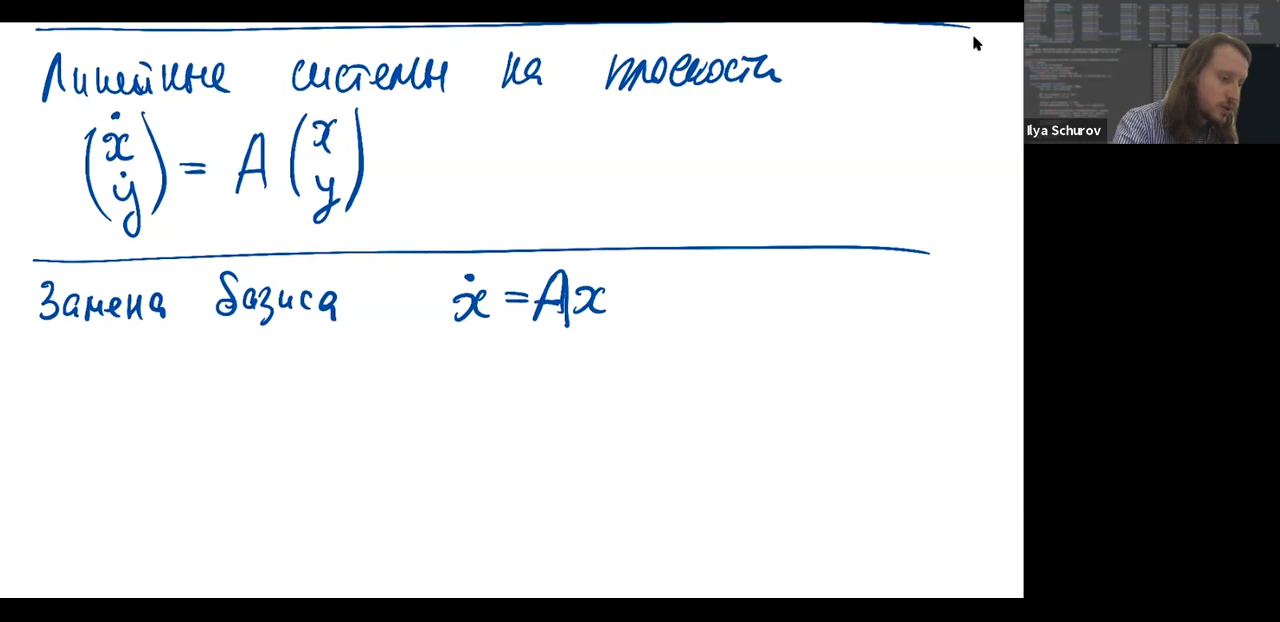 Линейные системы на плоскости
(ẋ ẏ) = A (x y)
Замена базиса ẋ = Ax
Ilya Schurov